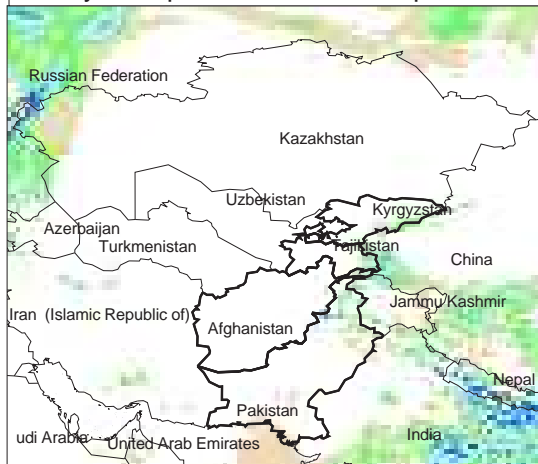 Russian Federation
Kazakhstan
Uzbekistan
Kyrgyzstan
Azerbaijan
Turkmenistan
Tajikistan
China
Jammu Kashmir
Iran (Islamic Republic of)
Afghanistan
Nepal
Pakistan
udi Arabia
United Arab Emirates
India